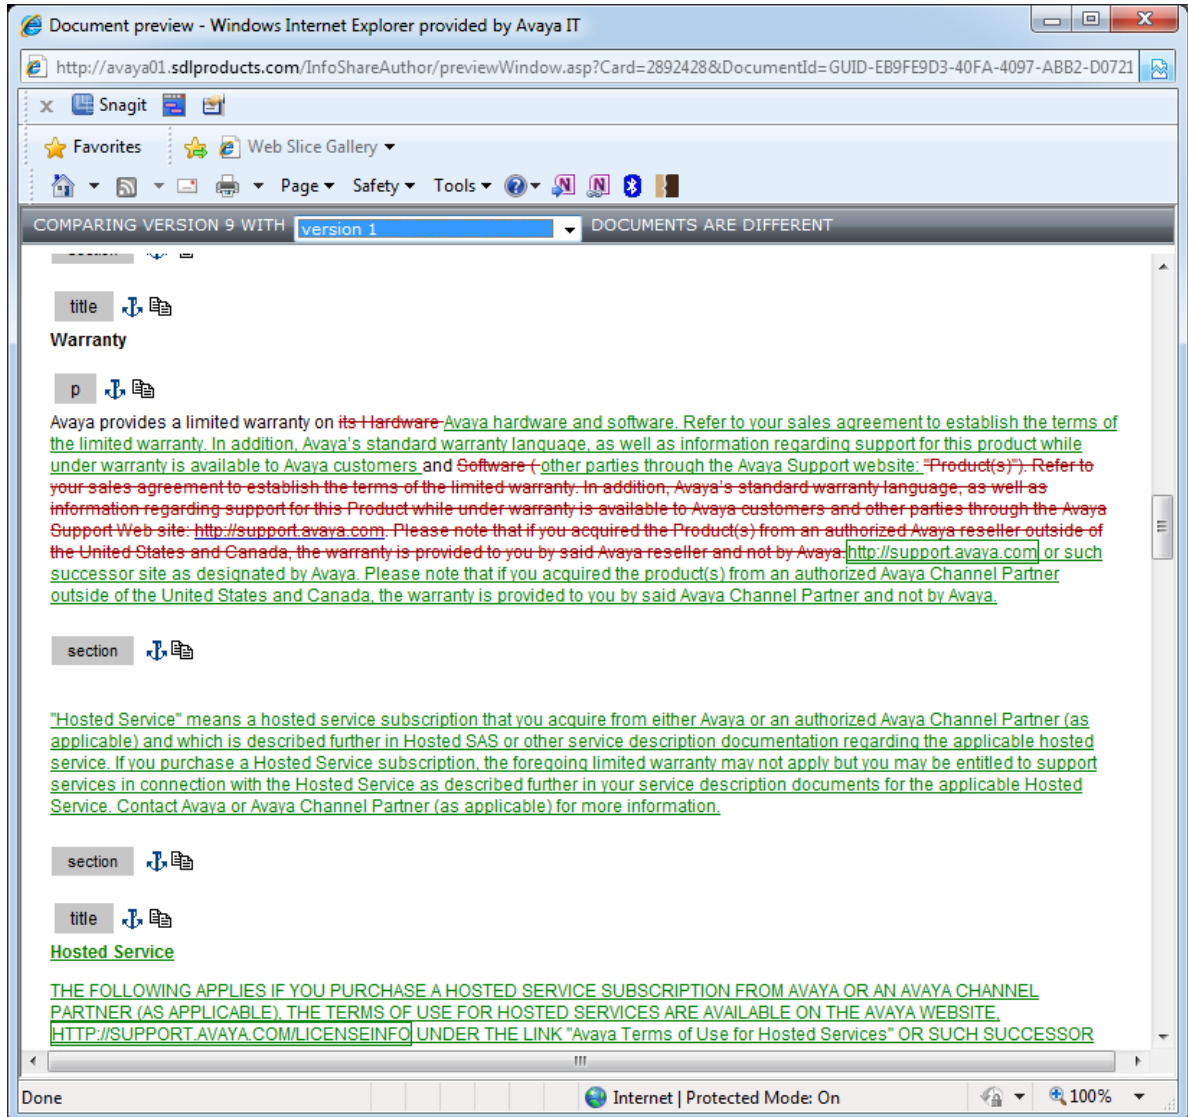 Document preview - Windows Internet Explorer provided by Avaya IT
http://avaya01.sdlproducts.com/InfoShareAuthor/previewWindow.asp?Card=2892428&DocumentId=GUID-EB9FE9D3-40FA-4097-ABB2-D0721
x Snagit
Favorites Web Slice Gallery
Page Safety Tools
COMPARING VERSION 9 WITH version 1 DOCUMENTS ARE DIFFERENT
section
title
Warranty
p
Avaya provides a limited warranty on its Hardware Avaya hardware and software. Refer to your sales agreement to establish the terms of
the limited warranty. In addition, Avaya's standard warranty language, as well as information regarding support for this product while
under warranty is available to Avaya customers and Software ( other parties through the Avaya Support website: "Product(s)"). Refer to
your sales agreement to establish the terms of the limited warranty. In addition, Avaya's standard warranty language, as well as
information regarding support for this Product while under warranty is available to Avaya customers and other parties through the Avaya
Support Web site: http://support.avaya.com. Please note that if you acquired the Product(s) from an authorized Avaya reseller outside of
the United States and Canada, the warranty is provided to you by said Avaya reseller and not by Avaya. http://support.avaya.com or such
successor site as designated by Avaya. Please note that if you acquired the product(s) from an authorized Avaya Channel Partner
outside of the United States and Canada, the warranty is provided to you by said Avaya Channel Partner and not by Avaya.
section
"Hosted Service" means a hosted service subscription that you acquire from either Avaya or an authorized Avaya Channel Partner (as
applicable) and which is described further in Hosted SAS or other service description documentation regarding the applicable hosted
service. If you purchase a Hosted Service subscription, the foregoing limited warranty may not apply but you may be entitled to support
services in connection with the Hosted Service as described further in your service description documents for the applicable Hosted
Service. Contact Avaya or Avaya Channel Partner (as applicable) for more information.
section
title
Hosted Service
THE FOLLOWING APPLIES IF YOU PURCHASE A HOSTED SERVICE SUBSCRIPTION FROM AVAYA OR AN AVAYA CHANNEL
PARTNER (AS APPLICABLE), THE TERMS OF USE FOR HOSTED SERVICES ARE AVAILABLE ON THE AVAYA WEBSITE,
HTTP://SUPPORT.AVAYA.COM/LICENSEINFO UNDER THE LINK "Avaya Terms of Use for Hosted Services" OR SUCH SUCCESSOR
Done Internet | Protected Mode: On 100%